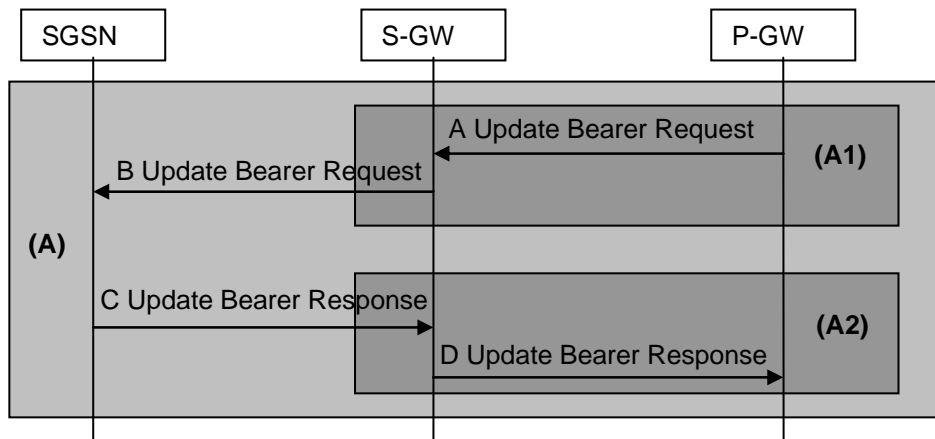 SGSN
S-GW
P-GW
A Update Bearer Request
(A1)
B Update Bearer Request
(A)
C Update Bearer Response
(A2)
D Update Bearer Response